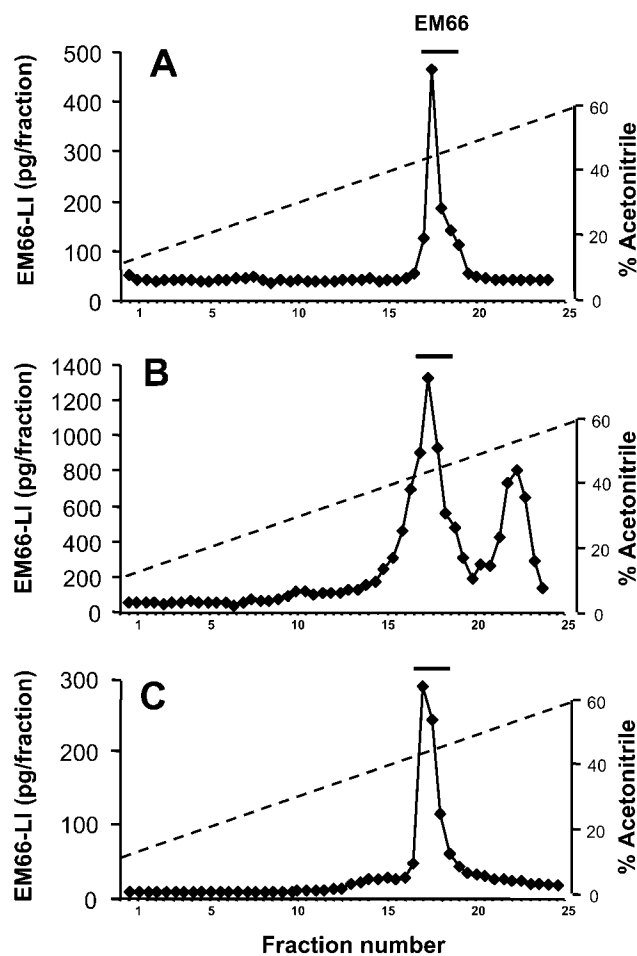 EM66
A
EM66-LI (pg/fraction)
500
400
300
200
100
0
60
40
20
0
% Acetonitrile
1 5 10 15 20 25
B
EM66-LI (pg/fraction)
1400
1200
1000
800
600
400
200
0
60
40
20
0
% Acetonitrile
1 5 10 15 20 25
C
EM66-LI (pg/fraction)
300
200
100
0
60
40
20
0
% Acetonitrile
1 5 10 15 20 25
Fraction number